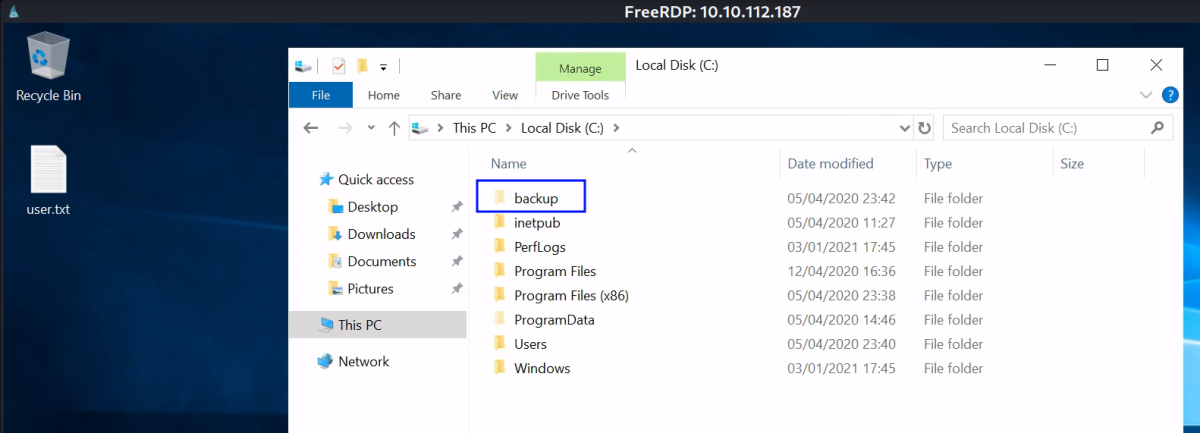 FreeRDP: 10.10.112.187
Recycle Bin
user.txt
Manage
Local Disk (C:)
File Home Share View Drive Tools
This PC Local Disk (C:)
Search Local Disk (C:)
Quick access
Desktop
Downloads
Documents
Pictures
This PC
Network
Name Date modified Type Size
backup 05/04/2020 23:42 File folder
inetpub 05/04/2020 11:27 File folder
PerfLogs 03/01/2021 17:45 File folder
Program Files 12/04/2020 16:36 File folder
Program Files (x86) 05/04/2020 23:38 File folder
ProgramData 05/04/2020 14:46 File folder
Users 05/04/2020 23:40 File folder
Windows 03/01/2021 17:45 File folder